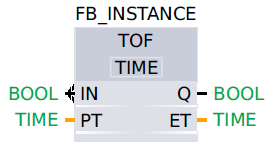 FB_INSTANCE
TOF
TIME
BOOL IN Q BOOL
TIME PT ET TIME